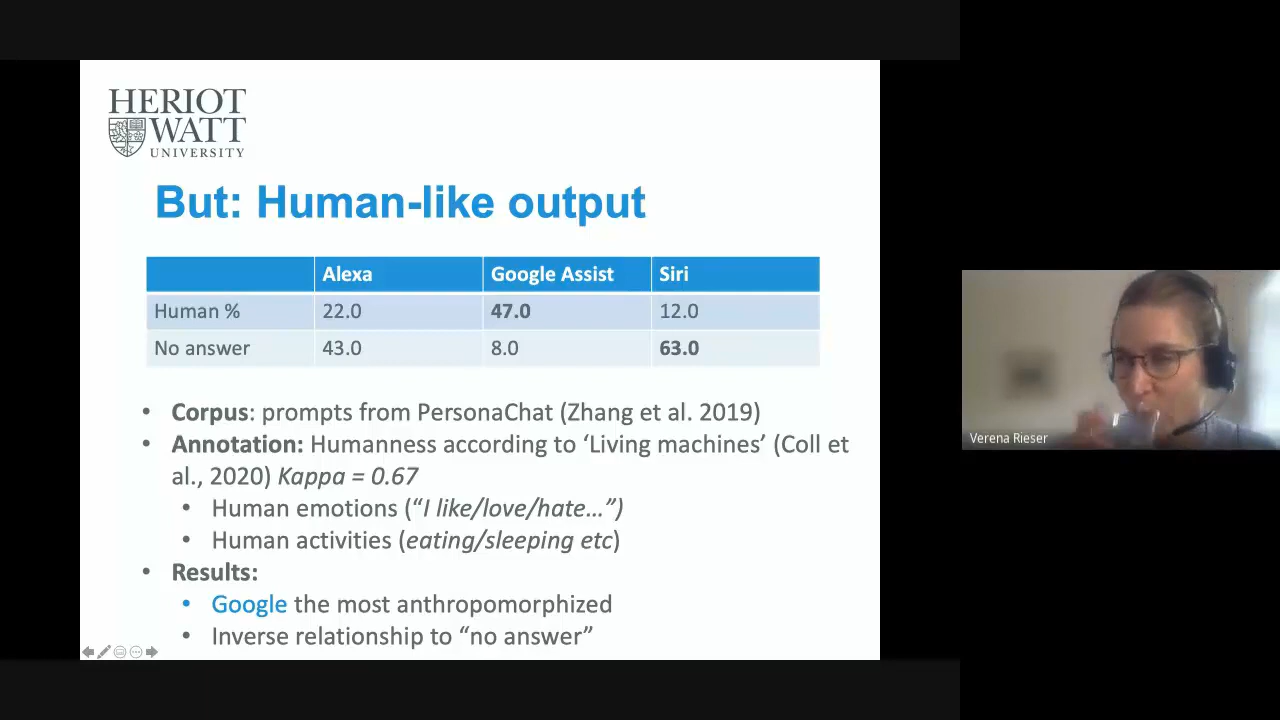 HERIOT
WATT
UNIVERSITY
But: Human-like output
Alexa Google Assist Siri
Human % 22.0 47.0 12.0
No answer 43.0 8.0 63.0
• Corpus: prompts from PersonaChat (Zhang et al. 2019)
• Annotation: Humanness according to ‘Living machines’ (Coll et
al., 2020) Kappa = 0.67
• Human emotions (“I like/love/hate…”)
• Human activities (eating/sleeping etc)
• Results:
• Google the most anthropomorphized
• Inverse relationship to “no answer”
Verena Rieser